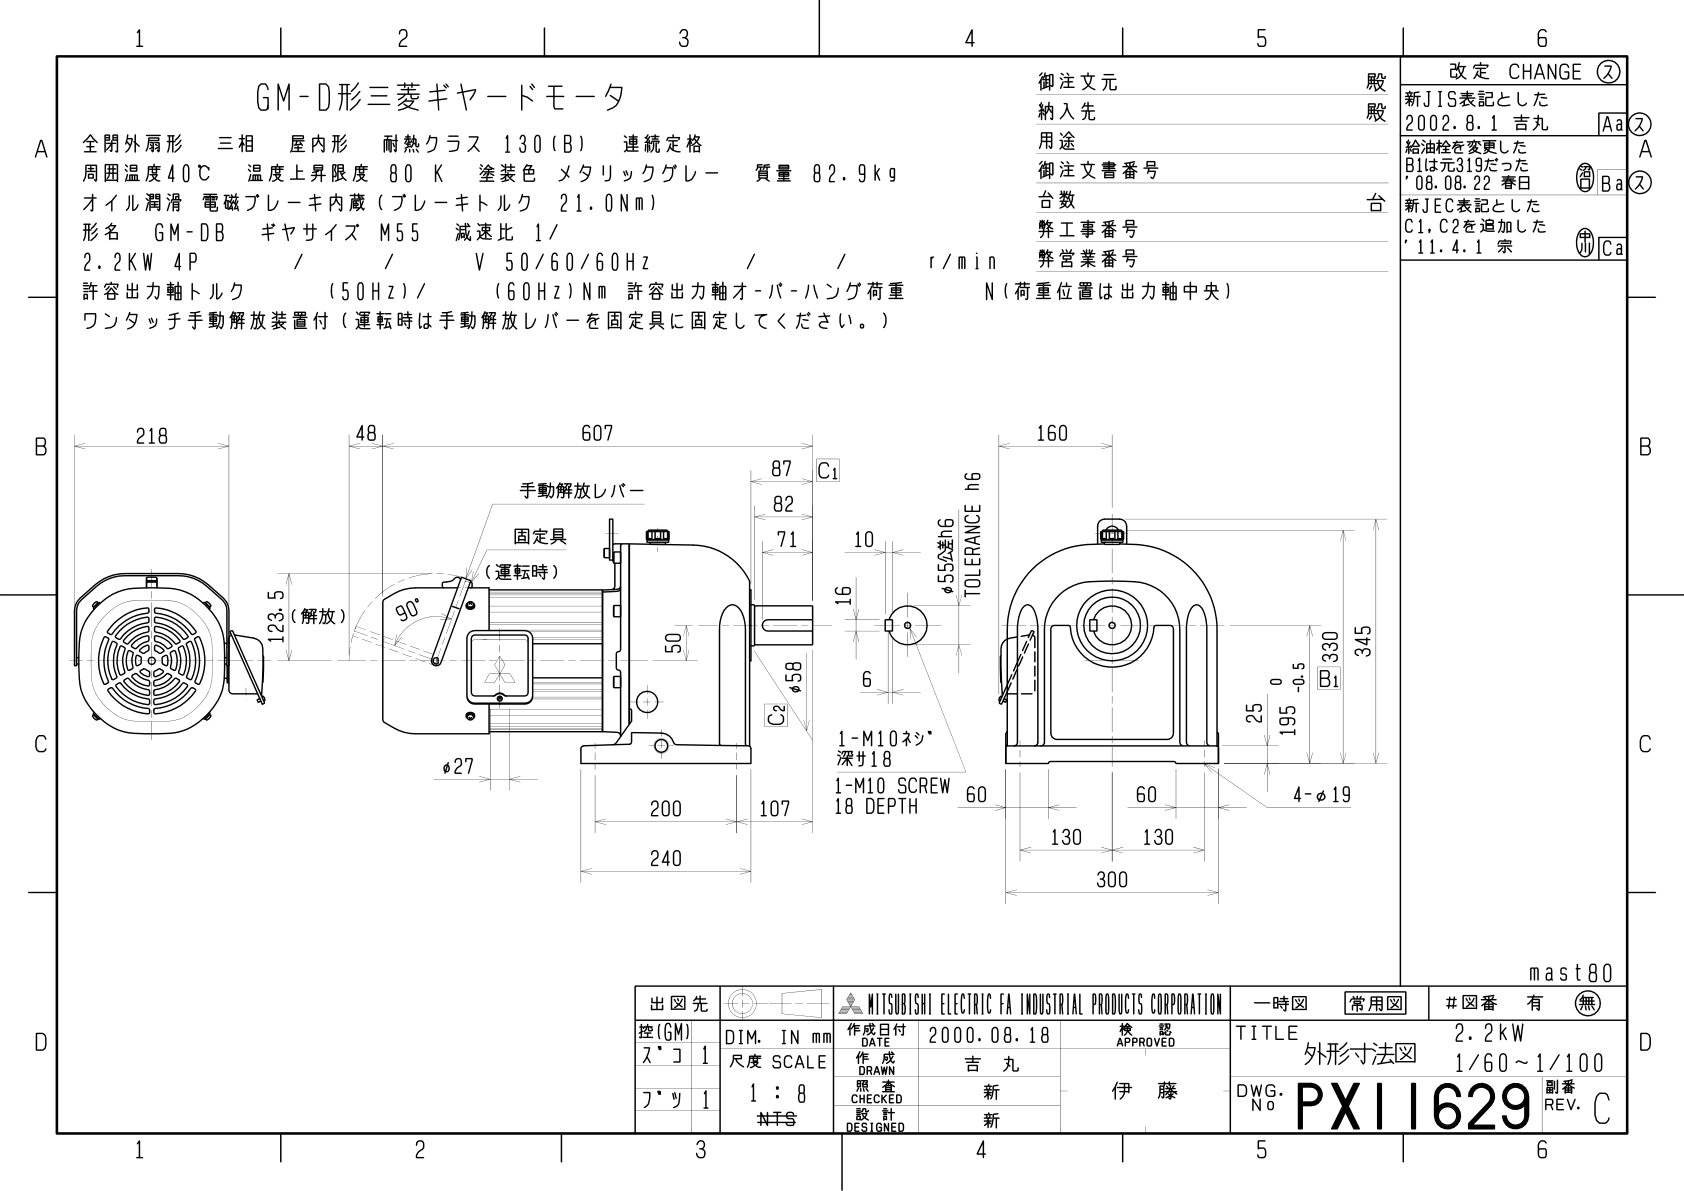 1 2 3 4 5 6
A
B
C
D
GM-D形三菱ギヤードモータ
全閉外扇形 三相 屋内形 耐熱クラス 130(B) 連続定格
周囲温度40℃ 温度上昇限度 80 K 塗装色 メタリックグレー 質量 82.9kg
オイル潤滑 電磁ブレーキ内蔵(ブレーキトルク 21.0Nm)
形名 GM-DB ギヤサイズ M55 減速比 1/
2.2KW 4P / / V 50/60/60Hz / / r/min
許容出力軸トルク (50Hz)/ (60Hz)Nm 許容出力軸オーバーハング荷重 N(荷重位置は出力軸中央)
ワンタッチ手動解放装置付(運転時は手動解放レバーを固定具に固定してください。)
御注文元 殿
納入先 殿
用途
御注文書番号
台数 台
弊工事番号
弊営業番号
改定 CHANGE ス
新JIS表記とした
2002.8.1 吉丸 Aa ス
給油栓を変更した
B1は元319だった
'08.08.22 春日 Ba ス
新JEC表記とした
C1,C2を追加した
'11.4.1 宗 Ca
A
B
C
D
218
123.5
(解放)
48
607
87 C1
82
71
手動解放レバー
固定具
(運転時)
90°
50
φ58
C2
φ27
200
107
240
10
16
6
φ55公差h6
TOLERANCE h6
1-M10ネジ
深サ18
1-M10 SCREW
18 DEPTH
160
25
195 0 -0.5
330
B1
345
60
60
4-φ19
130
130
300
mast80
出図先
控(GM)
ズコ 1
ブツ 1
DIM. IN mm
尺度 SCALE
1 : 8
NTS
MITSUBISHI ELECTRIC FA INDUSTRIAL PRODUCTS CORPORATION
作成日付 DATE 2000.08.18
作成 DRAWN 吉丸
照査 CHECKED 新
設計 DESIGNED 新
検認 APPROVED
伊藤
一時図 常用図 #図番 有 無
TITLE 外形寸法図
2.2kW
1/60~1/100
DWG. No PX11629
副番 REV. C
1 2 3 4 5 6